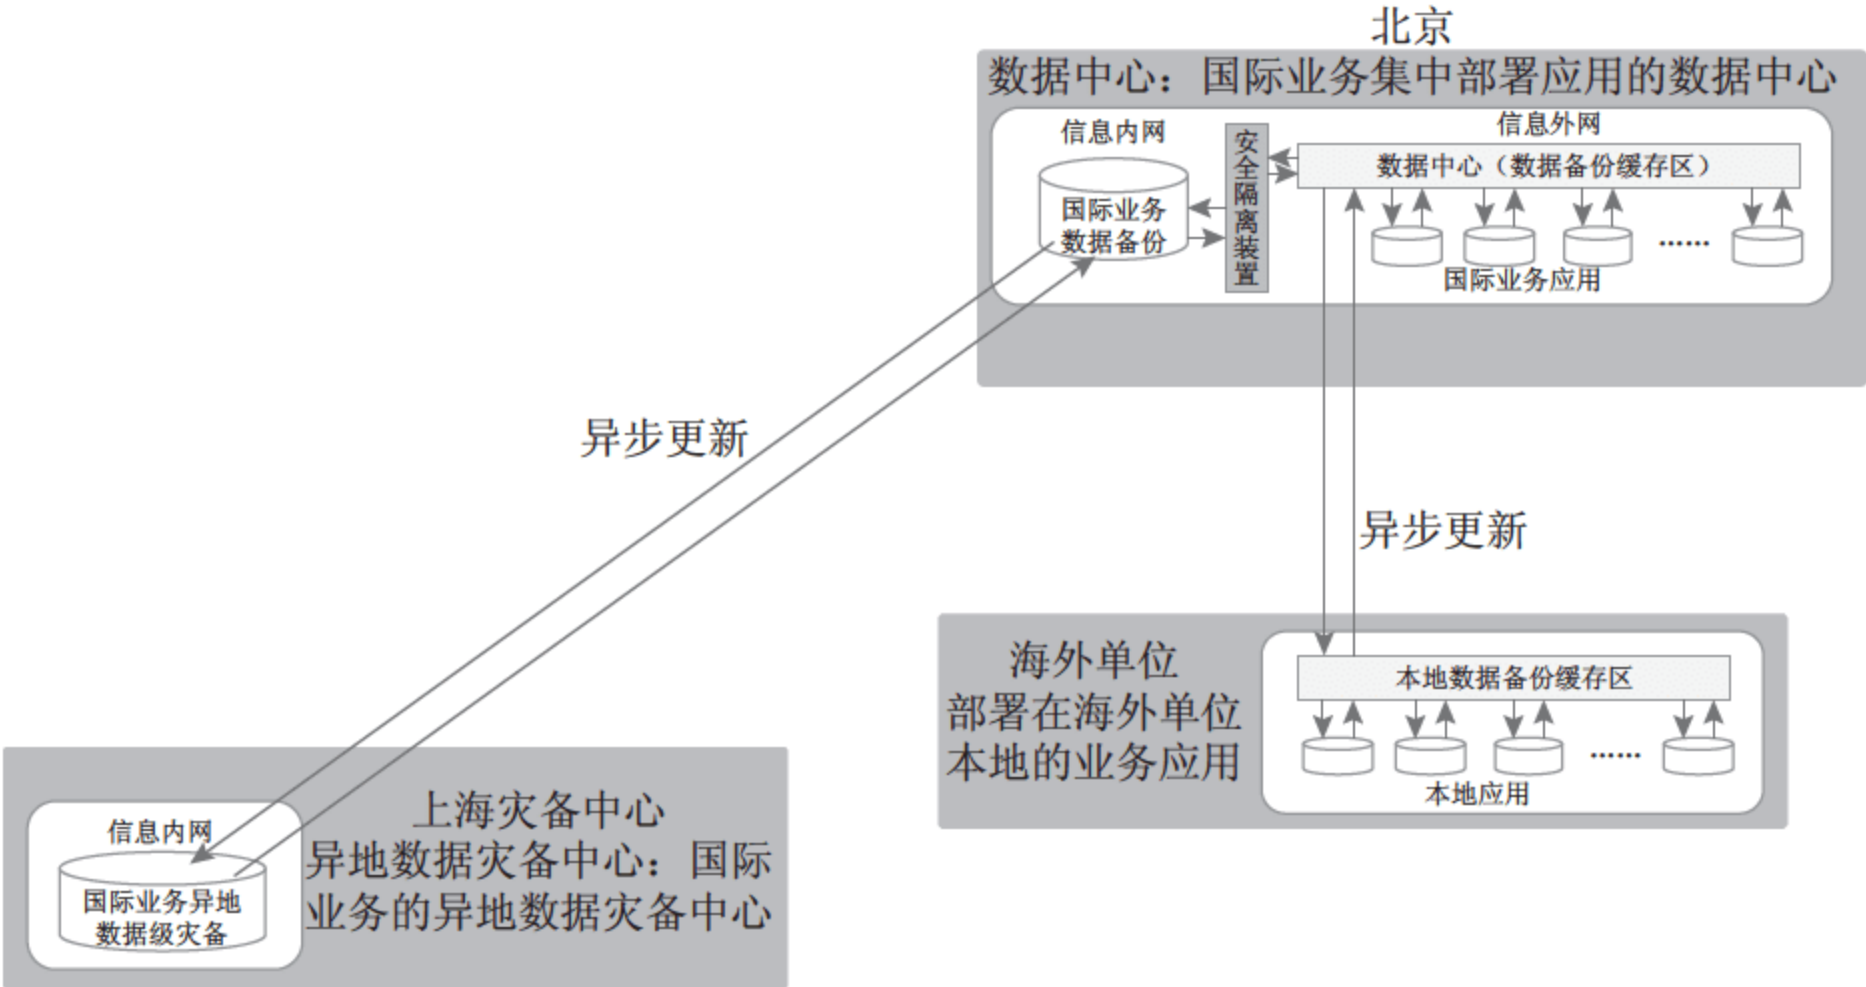 北京
数据中心：国际业务集中部署应用的数据中心
信息内网
国际业务
数据备份
安全隔离装置
信息外网
数据中心（数据备份缓存区）
……
国际业务应用
异步更新
异步更新
海外单位
部署在海外单位
本地的业务应用
本地数据备份缓存区
……
本地应用
上海灾备中心
异地数据灾备中心：国际
业务的异地数据灾备中心
信息内网
国际业务异地
数据级灾备